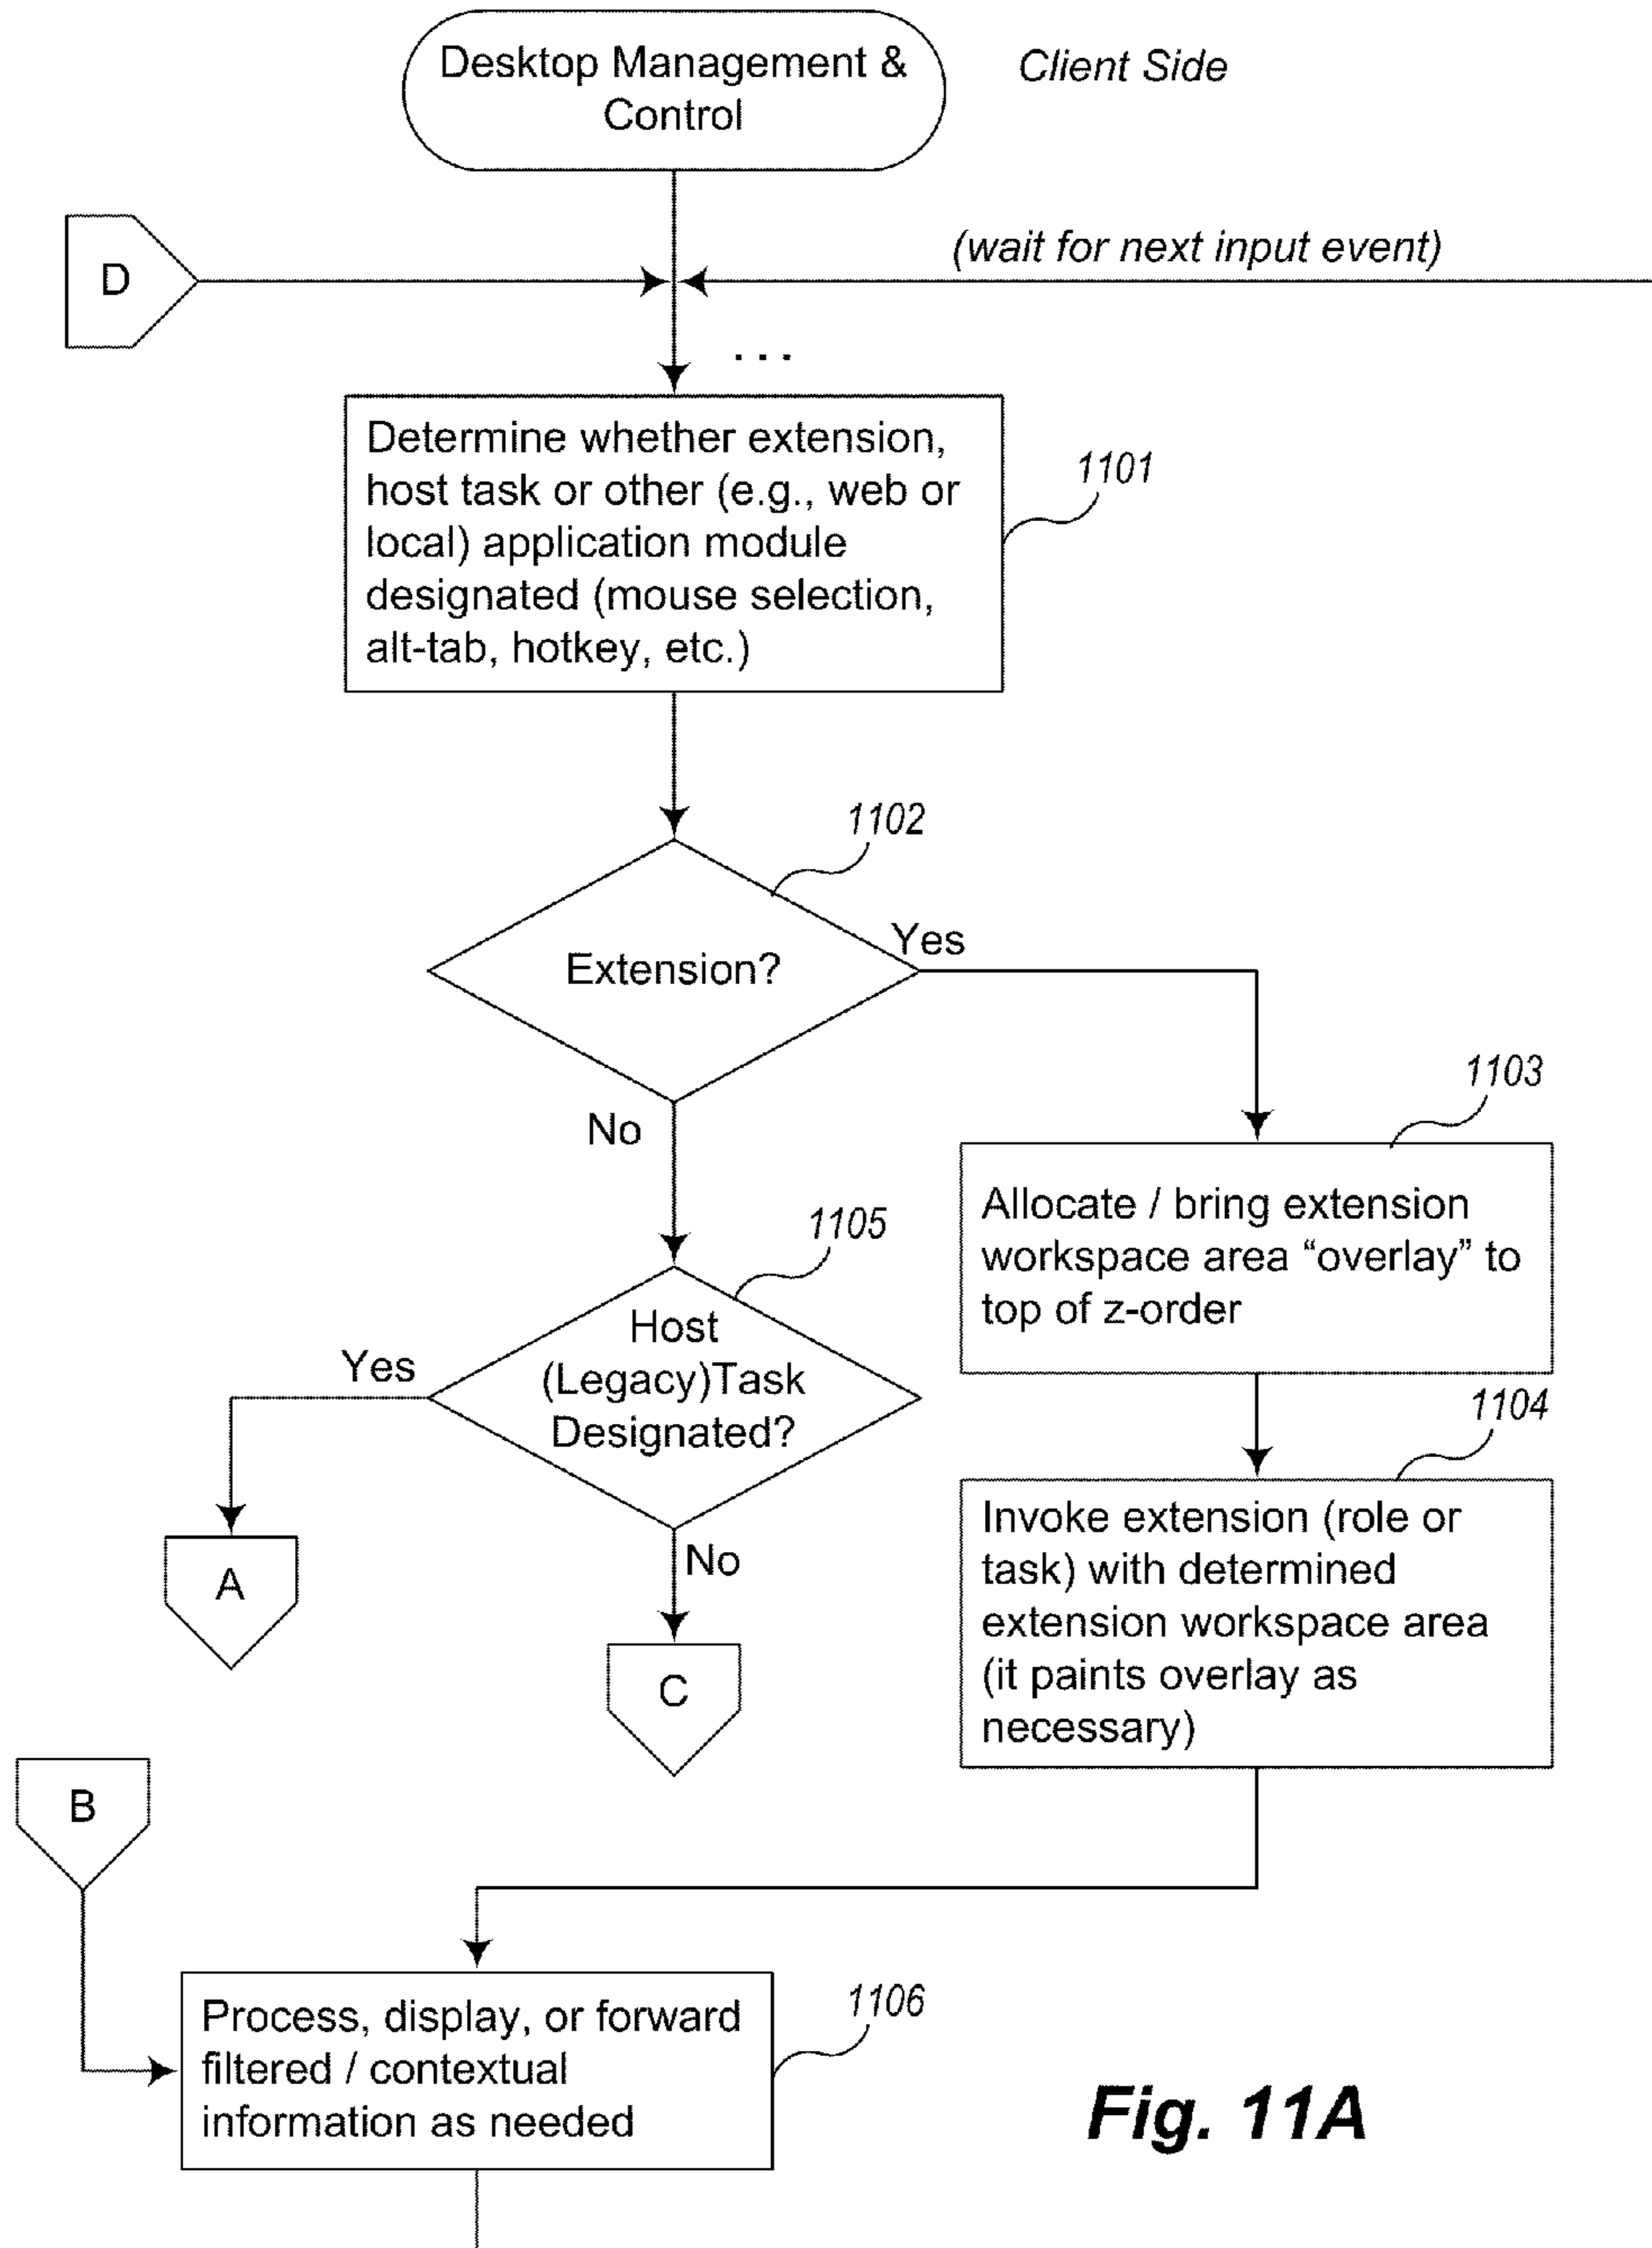 Desktop Management &
Control
Client Side
D
(wait for next input event)
...
Determine whether extension,
host task or other (e.g., web or
local) application module
designated (mouse selection,
alt-tab, hotkey, etc.)
1101
1102
Extension?
Yes
No
1103
Allocate / bring extension
workspace area “overlay” to
top of z-order
1105
Host
(Legacy)Task
Designated?
Yes
No
A
C
1104
Invoke extension (role or
task) with determined
extension workspace area
(it paints overlay as
necessary)
B
Process, display, or forward
filtered / contextual
information as needed
1106
Fig. 11A